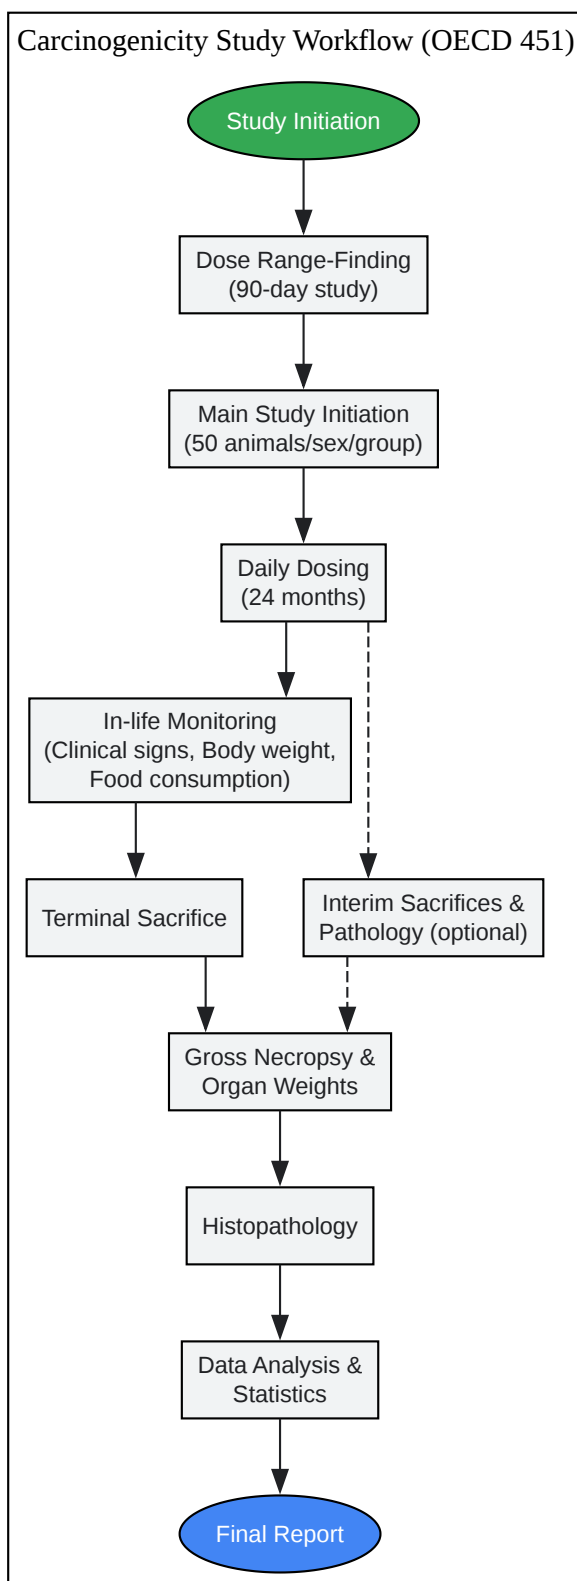 Carcinogenicity Study Workflow (OECD 451)
Study Initiation
Dose Range-Finding
(90-day study)
Main Study Initiation
(50 animals/sex/group)
Daily Dosing
(24 months)
In-life Monitoring
(Clinical signs, Body weight,
Food consumption)
Terminal Sacrifice
Interim Sacrifices &
Pathology (optional)
Gross Necropsy &
Organ Weights
Histopathology
Data Analysis &
Statistics
Final Report